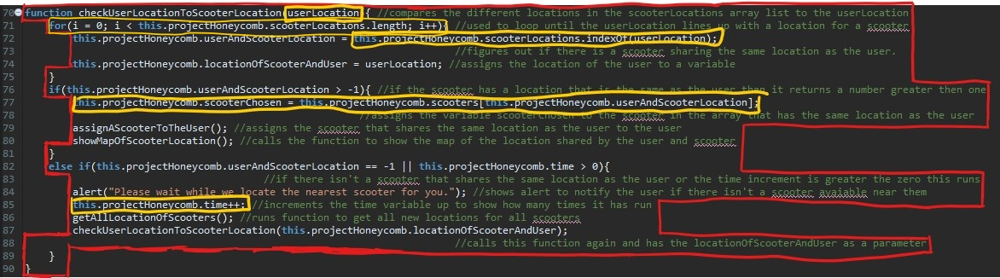 70 function checkUserLocationToScooterLocation(userLocation) { //compares the different locations in the scooterLocations array list to the userLocation
71 for(i = 0; i < this.projectHoneycomb.scooterLocations.length; i++){ //used to loop until the userLocation lines up with a location for a scooter
72 this.projectHoneycomb.userAndScooterLocation = this.projectHoneycomb.scooterLocations.indexOf(userLocation);
73 //figures out if there is a scooter sharing the same location as the user.
74 this.projectHoneycomb.locationOfScooterAndUser = userLocation; //assigns the location of the user to a variable
75 }
76 if(this.projectHoneycomb.userAndScooterLocation > -1){ //if the scooter has a location that is the same as the user then it returns a number greater then one
77 this.projectHoneycomb.scooterChosen = this.projectHoneycomb.scooters[this.projectHoneycomb.userAndScooterLocation];
78 //assigns the variable scooterChosen to the scooter in the array that has the same location as the user
79 assignAScooterToTheUser(); //assigns the scooter that shares the same location as the user to the user
80 showMapOfScooterLocation(); //calls the function to show the map of the location shared by the user and scooter
81 }
82 else if(this.projectHoneycomb.userAndScooterLocation == -1 || this.projectHoneycomb.time > 0){
83 //if there isn't a scooter that shares the same location as the user or the time increment is greater the zero this runs
84 alert("Please wait while we locate the nearest scooter for you."); //shows alert to notify the user if there isn't a scooter avaiable near them
85 this.projectHoneycomb.time++; //increments the time variable up to show how many times it has run
86 getAllLocationOfScooters(); //runs function to get all new locations for all scooters
87 checkUserLocationToScooterLocation(this.projectHoneycomb.locationOfScooterAndUser);
88 //calls this function again and has the locationOfScooterAndUser as a parameter
89 }
90 }